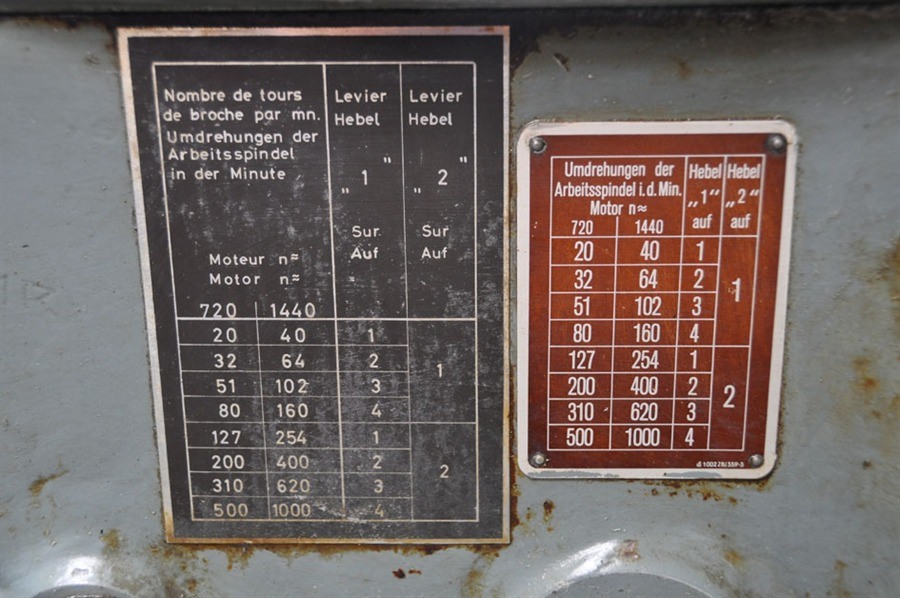 Nombre de tours
de broche par mn.
Umdrehungen der
Arbeitsspindel
in der Minute
Moteur n≈
Motor n≈
Levier
Hebel
„1"
Sur
Auf
Levier
Hebel
„2"
Sur
Auf
720 1440
20 40 1
32 64 2
51 102 3
80 160 4
1
127 254 1
200 400 2
310 620 3
500 1000 4
2
Umdrehungen der
Arbeitsspindel i.d. Min.
Motor n≈
720 1440
Hebel
„1"
auf
Hebel
„2"
auf
20 40 1
32 64 2
51 102 3
80 160 4
1
127 254 1
200 400 2
310 620 3
500 1000 4
2